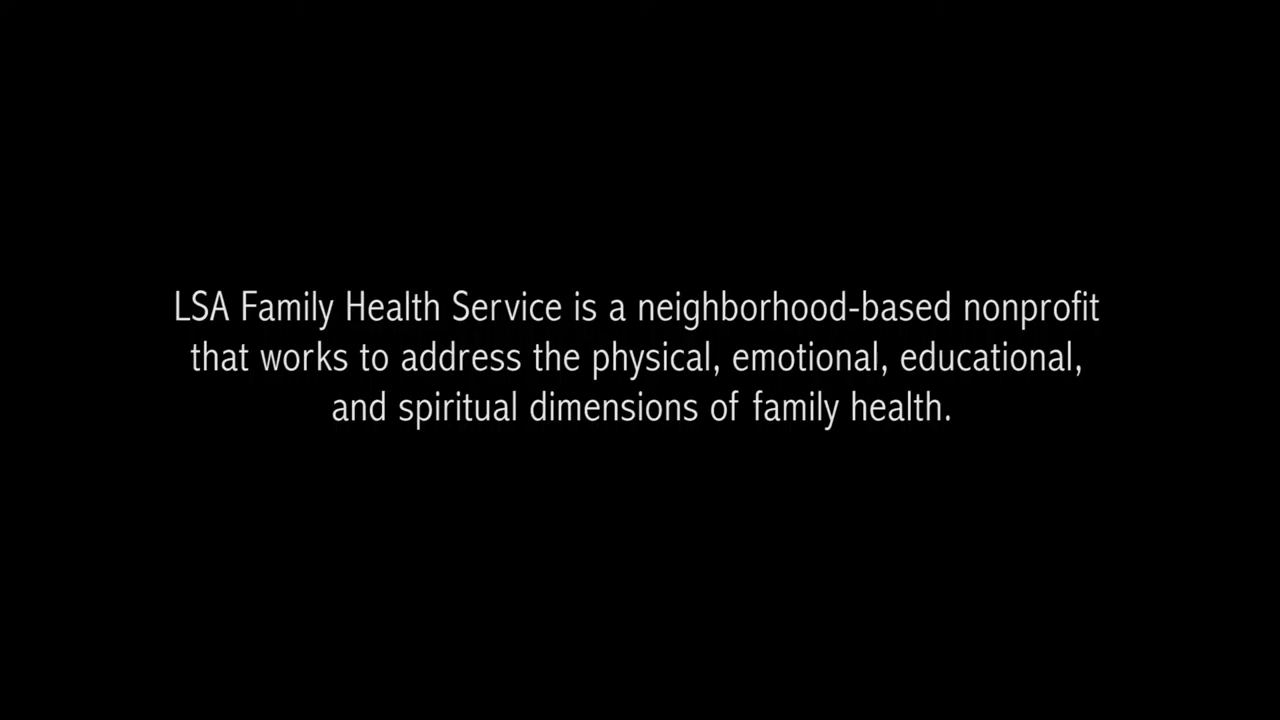 LSA Family Health Service is a neighborhood-based nonprofit
that works to address the physical, emotional, educational,
and spiritual dimensions of family health.